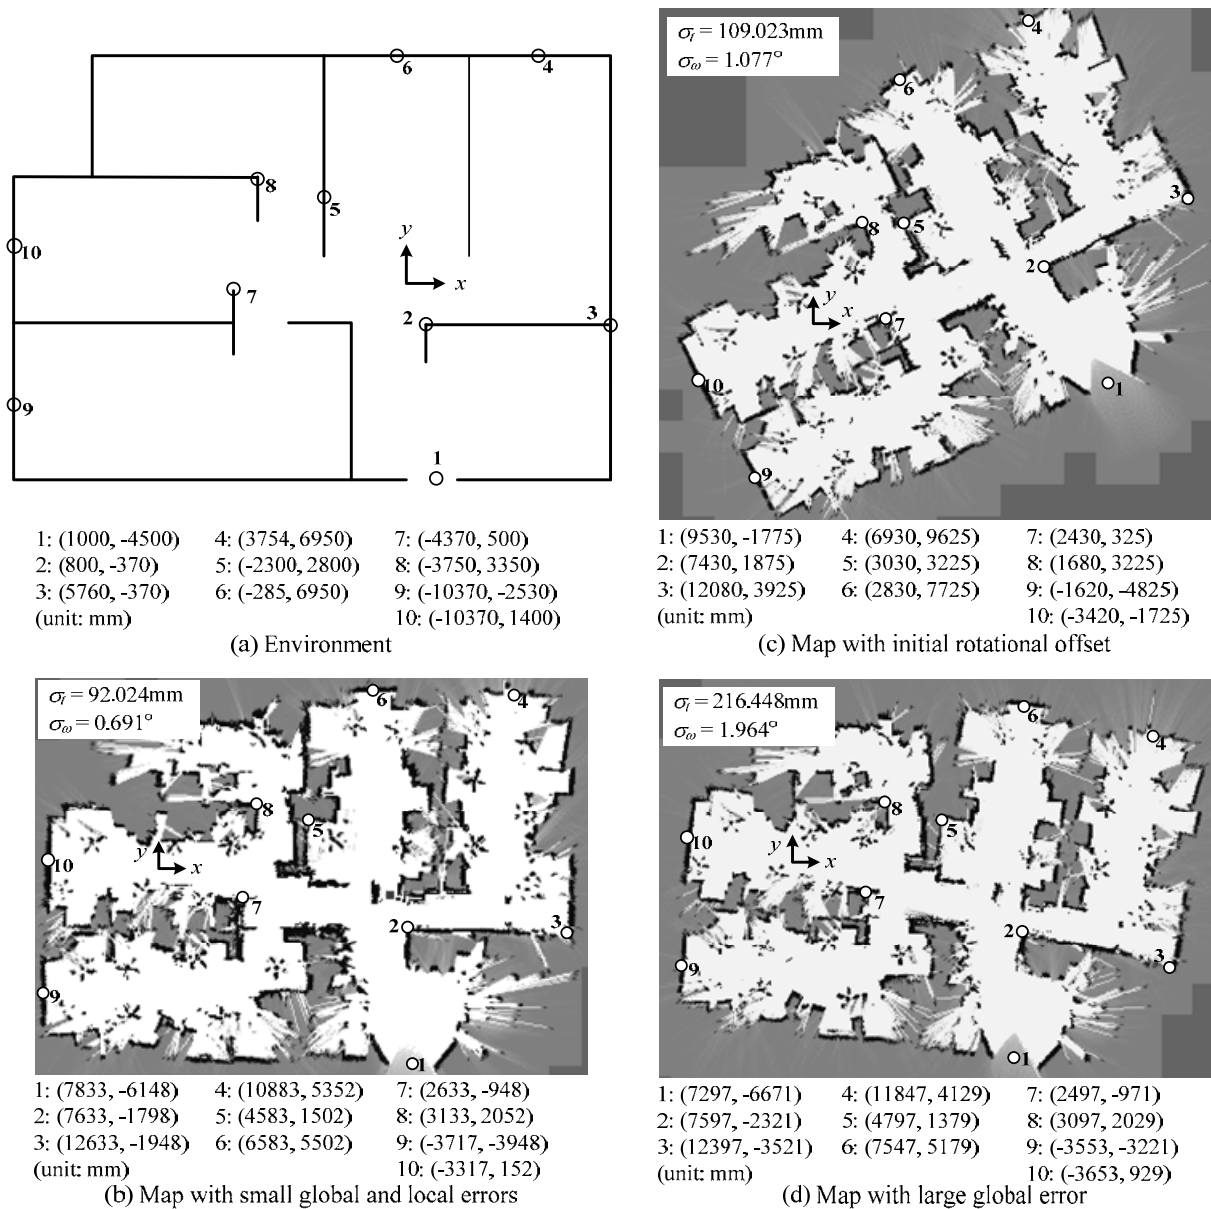 6
4
8
5
10
y
x
7
2
3
9
1
1: (1000, -4500) 4: (3754, 6950) 7: (-4370, 500)
2: (800, -370) 5: (-2300, 2800) 8: (-3750, 3350)
3: (5760, -370) 6: (-285, 6950) 9: (-10370, -2530)
(unit: mm) 10: (-10370, 1400)
(a) Environment
σt = 109.023mm
σω = 1.077°
4
6
3
8
5
2
y
x
7
10
1
9
1: (9530, -1775) 4: (6930, 9625) 7: (2430, 325)
2: (7430, 1875) 5: (3030, 3225) 8: (1680, 3225)
3: (12080, 3925) 6: (2830, 7725) 9: (-1620, -4825)
(unit: mm) 10: (-3420, -1725)
(c) Map with initial rotational offset
σt = 92.024mm
σω = 0.691°
6
4
8
5
y
x
10
7
2
3
9
1
1: (7833, -6148) 4: (10883, 5352) 7: (2633, -948)
2: (7633, -1798) 5: (4583, 1502) 8: (3133, 2052)
3: (12633, -1948) 6: (6583, 5502) 9: (-3717, -3948)
(unit: mm) 10: (-3317, 152)
(b) Map with small global and local errors
σt = 216.448mm
σω = 1.964°
6
4
8
5
10
y
x
7
2
3
9
1
1: (7297, -6671) 4: (11847, 4129) 7: (2497, -971)
2: (7597, -2321) 5: (4797, 1379) 8: (3097, 2029)
3: (12397, -3521) 6: (7547, 5179) 9: (-3553, -3221)
(unit: mm) 10: (-3653, 929)
(d) Map with large global error